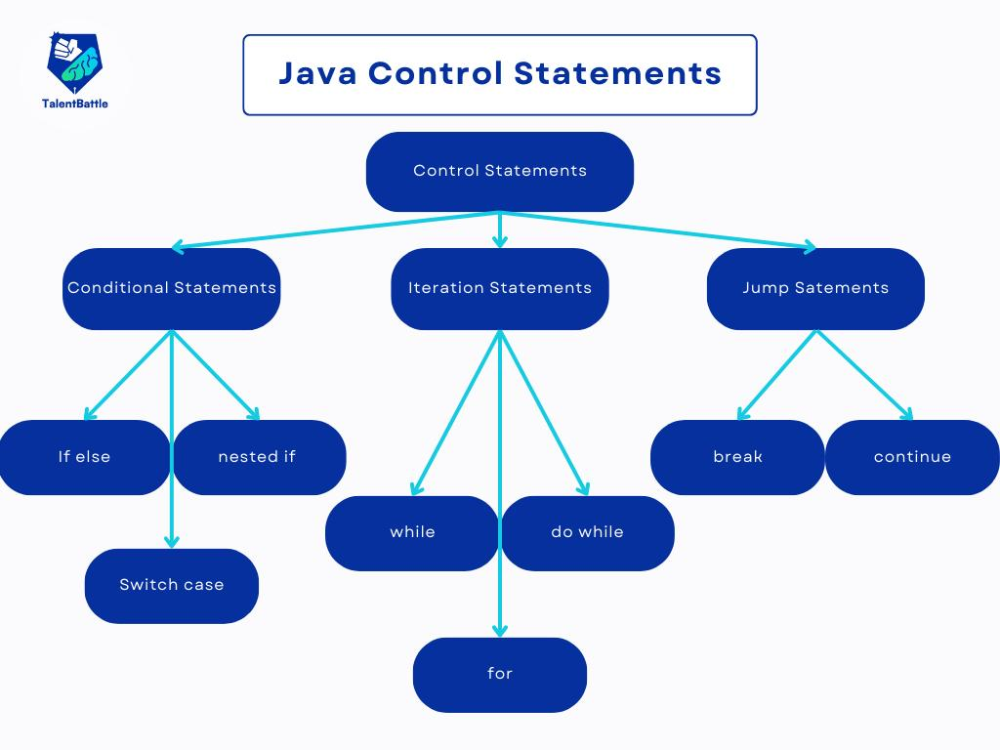 TalentBattle
Java Control Statements
Control Statements
Conditional Statements
Iteration Statements
Jump Satements
If else
nested if
break
continue
while
do while
Switch case
for